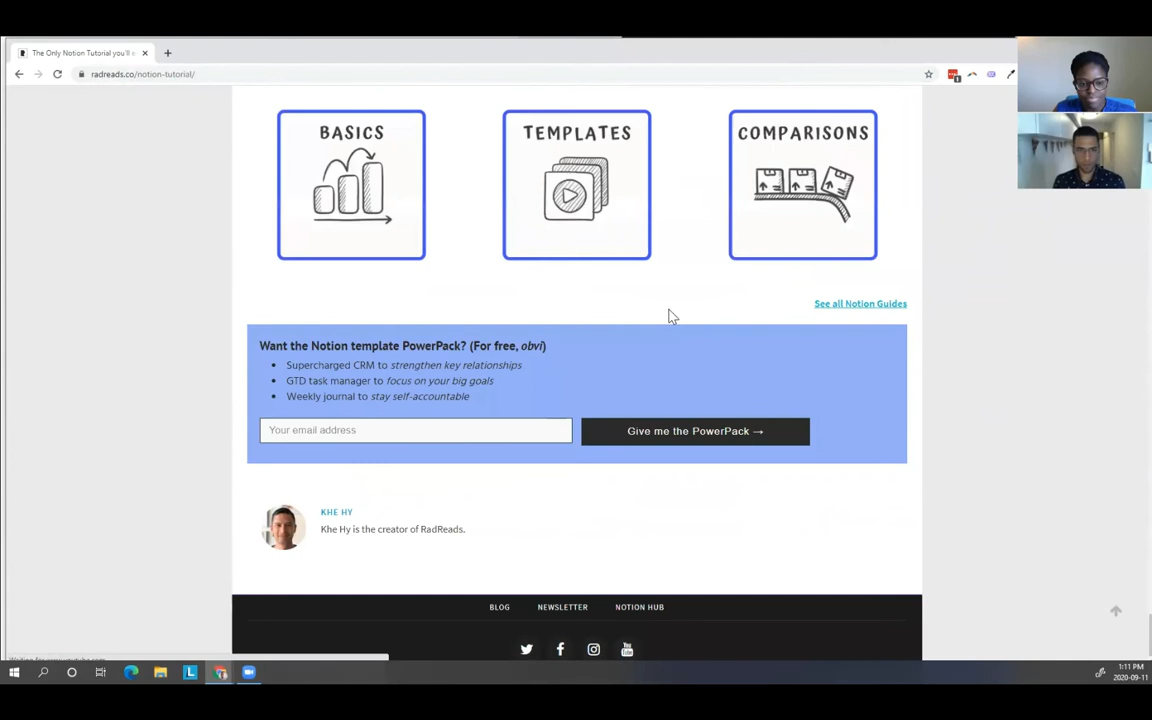 The Only Notion Tutorial you'll e
radreads.co/notion-tutorial/
BASICS
TEMPLATES
COMPARISONS
See all Notion Guides
Want the Notion template PowerPack? (For free, obvi)
• Supercharged CRM to strengthen key relationships
• GTD task manager to focus on your big goals
• Weekly journal to stay self-accountable
Your email address
Give me the PowerPack →
KHE HY
Khe Hy is the creator of RadReads.
BLOG NEWSLETTER NOTION HUB
You Tube
L
1:11 PM
2020-09-11